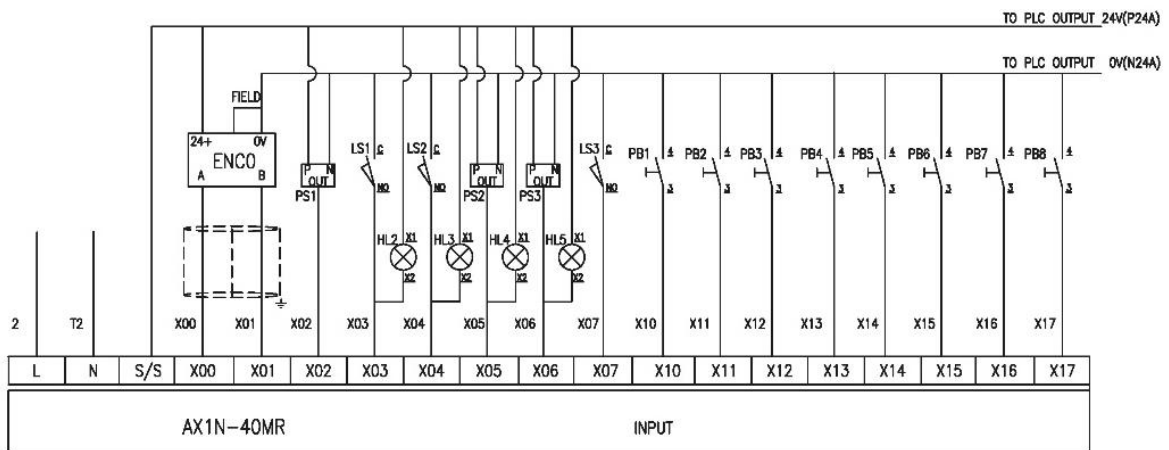 TO PLC OUTPUT 24V(P24A)
TO PLC OUTPUT 0V(N24A)
FIELD
24+ 0V
ENCO
A B
P N
OUT
PS1
LS1 C
NO
LS2 C
NO
P N
OUT
PS2
P N
OUT
PS3
LS3 C
NO
PB1 4
3
PB2 4
3
PB3 4
3
PB4 4
3
PB5 4
3
PB6 4
3
PB7 4
3
PB8 4
3
HL2 X1
X2
HL3 X1
X2
HL4 X1
X2
HL5 X1
X2
2 T2 X00 X01 X02 X03 X04 X05 X06 X07 X10 X11 X12 X13 X14 X15 X16 X17
L N S/S X00 X01 X02 X03 X04 X05 X06 X07 X10 X11 X12 X13 X14 X15 X16 X17
AX1N-40MR INPUT